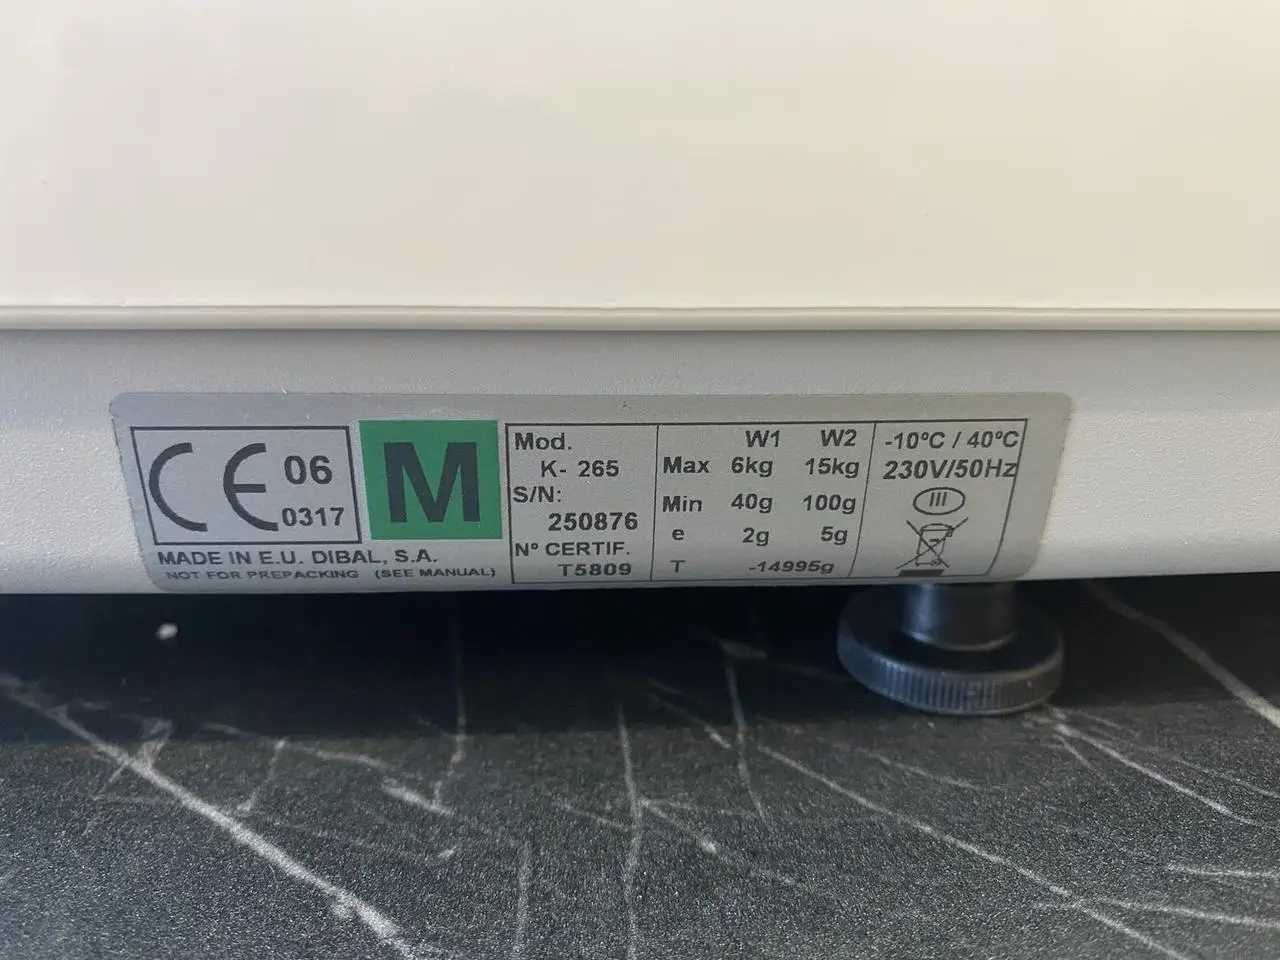 CE 06
0317
M
MADE IN E.U. DIBAL, S.A.
NOT FOR PREPACKING (SEE MANUAL)
Mod.
K- 265
S/N:
250876
Nº CERTIF.
T5809
W1 W2
Max 6kg 15kg
Min 40g 100g
e 2g 5g
T -14995g
-10ºC / 40ºC
230V/50Hz
III